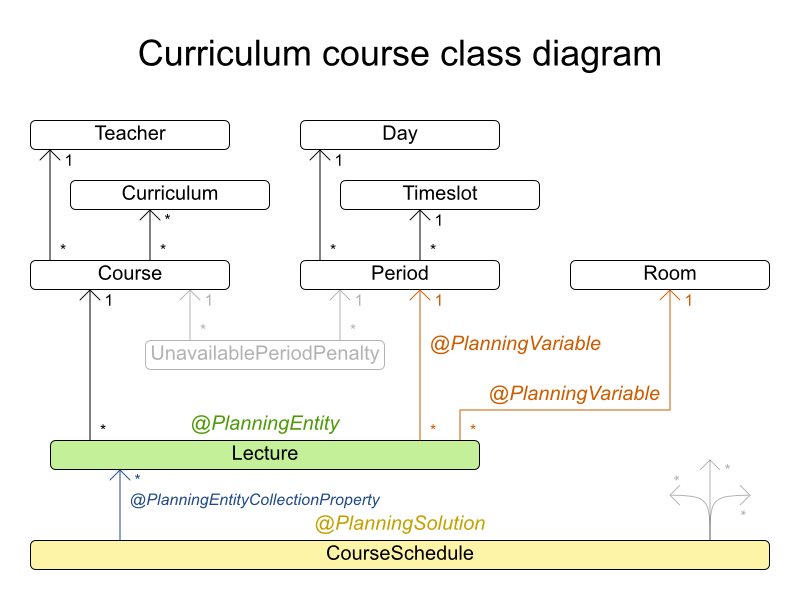 Curriculum course class diagram
Teacher
Day
1
1
Curriculum
Timeslot
*
1
*
*
*
*
Course
Period
Room
1
1
1
1
1
*
*
UnavailablePeriodPenalty
@PlanningVariable
@PlanningVariable
@PlanningEntity
*
*
*
Lecture
*
@PlanningEntityCollectionProperty
*
*
*
@PlanningSolution
CourseSchedule